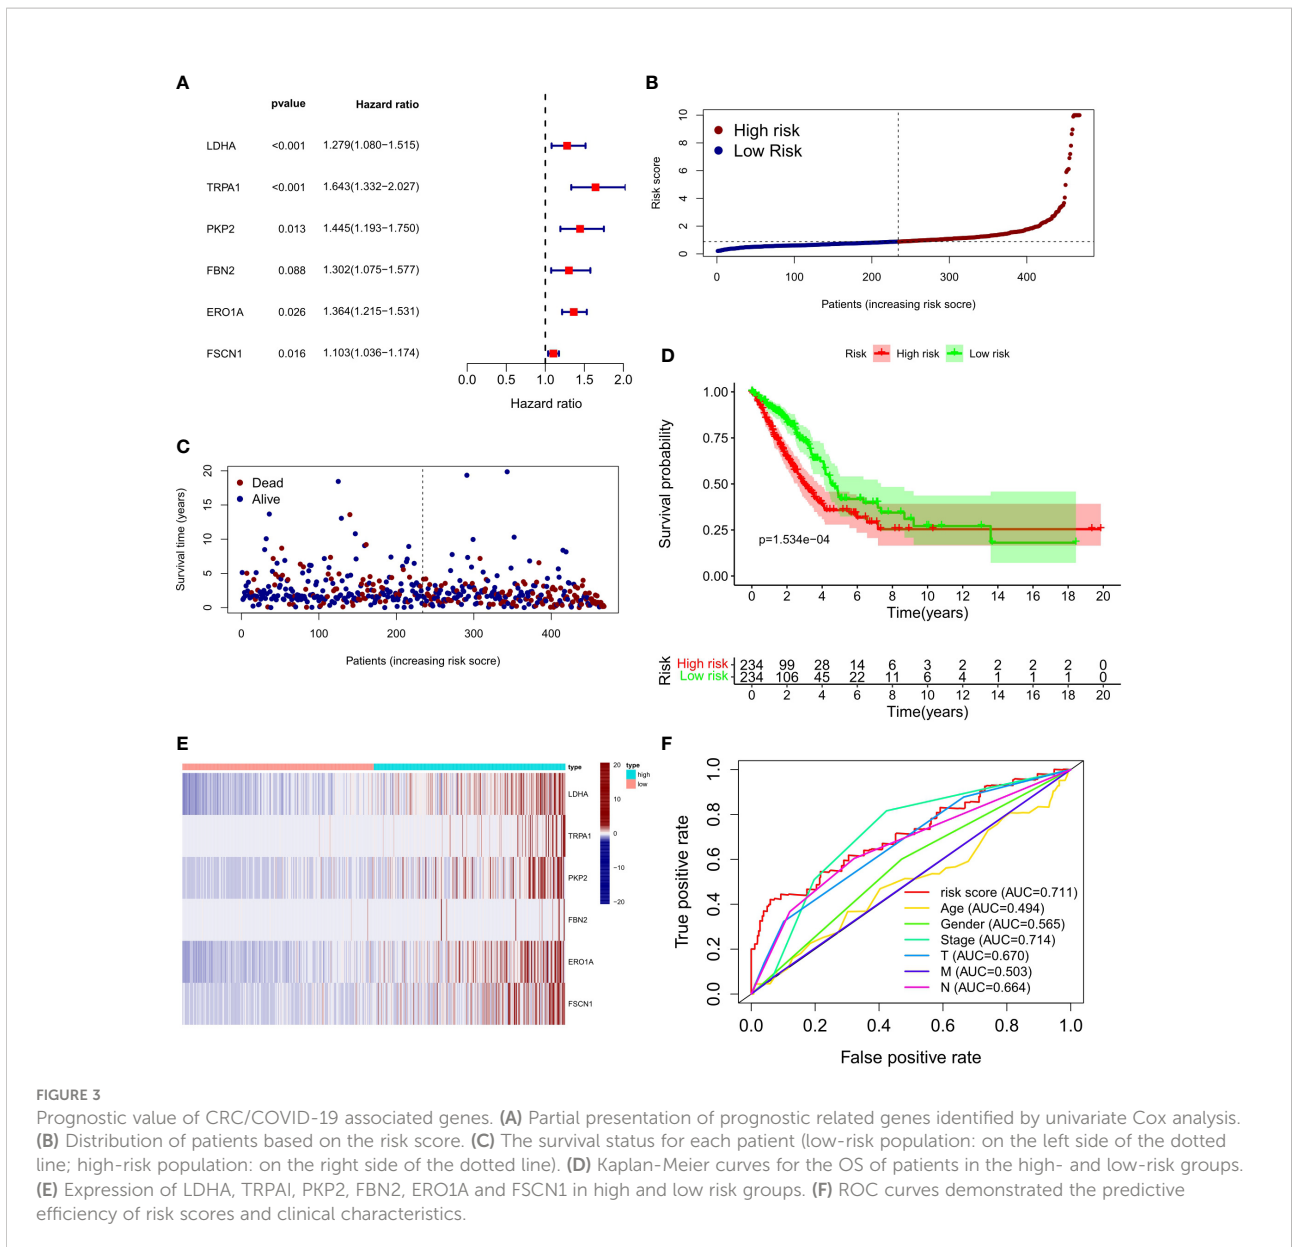 A
pvalue Hazard ratio
LDHA <0.001 1.279(1.080−1.515)
TRPA1 <0.001 1.643(1.332−2.027)
PKP2 0.013 1.445(1.193−1.750)
FBN2 0.088 1.302(1.075−1.577)
ERO1A 0.026 1.364(1.215−1.531)
FSCN1 0.016 1.103(1.036−1.174)
0.0 0.5 1.0 1.5 2.0
Hazard ratio
B
High risk
Low Risk
Risk score
10
8
6
4
2
0
0 100 200 300 400
Patients (increasing risk socre)
C
Dead
Alive
Survival time (years)
20
15
10
5
0
0 100 200 300 400
Patients (increasing risk socre)
D
Risk High risk Low risk
Survival probability
1.00
0.75
0.50
0.25
0.00
p=1.534e−04
0 2 4 6 8 10 12 14 16 18 20
Time(years)
Risk
High risk 234 99 28 14 6 3 2 2 2 2 0
Low risk 234 106 45 22 11 6 4 1 1 1 0
0 2 4 6 8 10 12 14 16 18 20
Time(years)
E
type
LDHA
TRPA1
PKP2
FBN2
ERO1A
FSCN1
20
10
0
−10
−20
type
high
low
F
True positive rate
1.0
0.8
0.6
0.4
0.2
0.0
risk score (AUC=0.711)
Age (AUC=0.494)
Gender (AUC=0.565)
Stage (AUC=0.714)
T (AUC=0.670)
M (AUC=0.503)
N (AUC=0.664)
0.0 0.2 0.4 0.6 0.8 1.0
False positive rate
FIGURE 3
Prognostic value of CRC/COVID-19 associated genes. (A) Partial presentation of prognostic related genes identified by univariate Cox analysis.
(B) Distribution of patients based on the risk score. (C) The survival status for each patient (low-risk population: on the left side of the dotted
line; high-risk population: on the right side of the dotted line). (D) Kaplan-Meier curves for the OS of patients in the high- and low-risk groups.
(E) Expression of LDHA, TRPAI, PKP2, FBN2, ERO1A and FSCN1 in high and low risk groups. (F) ROC curves demonstrated the predictive
efficiency of risk scores and clinical characteristics.